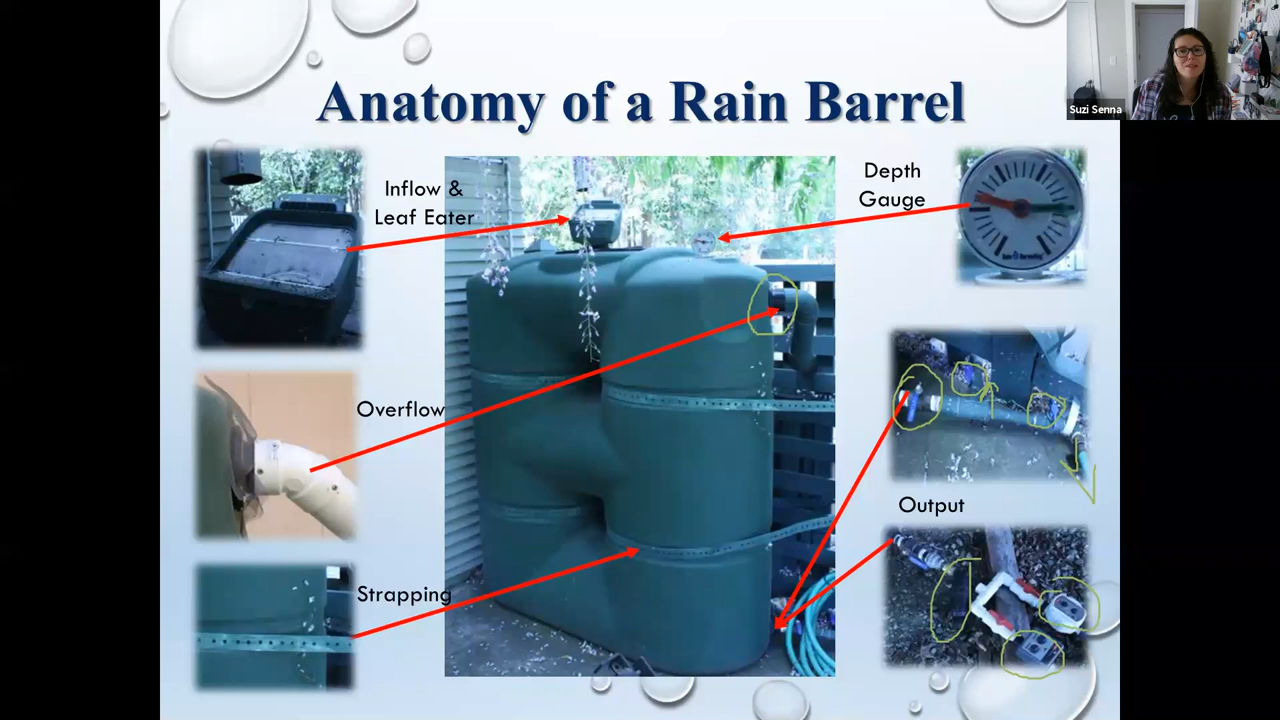 Anatomy of a Rain Barrel
Suzi Senna
Inflow &
Leaf Eater
Depth
Gauge
Overflow
Output
Strapping